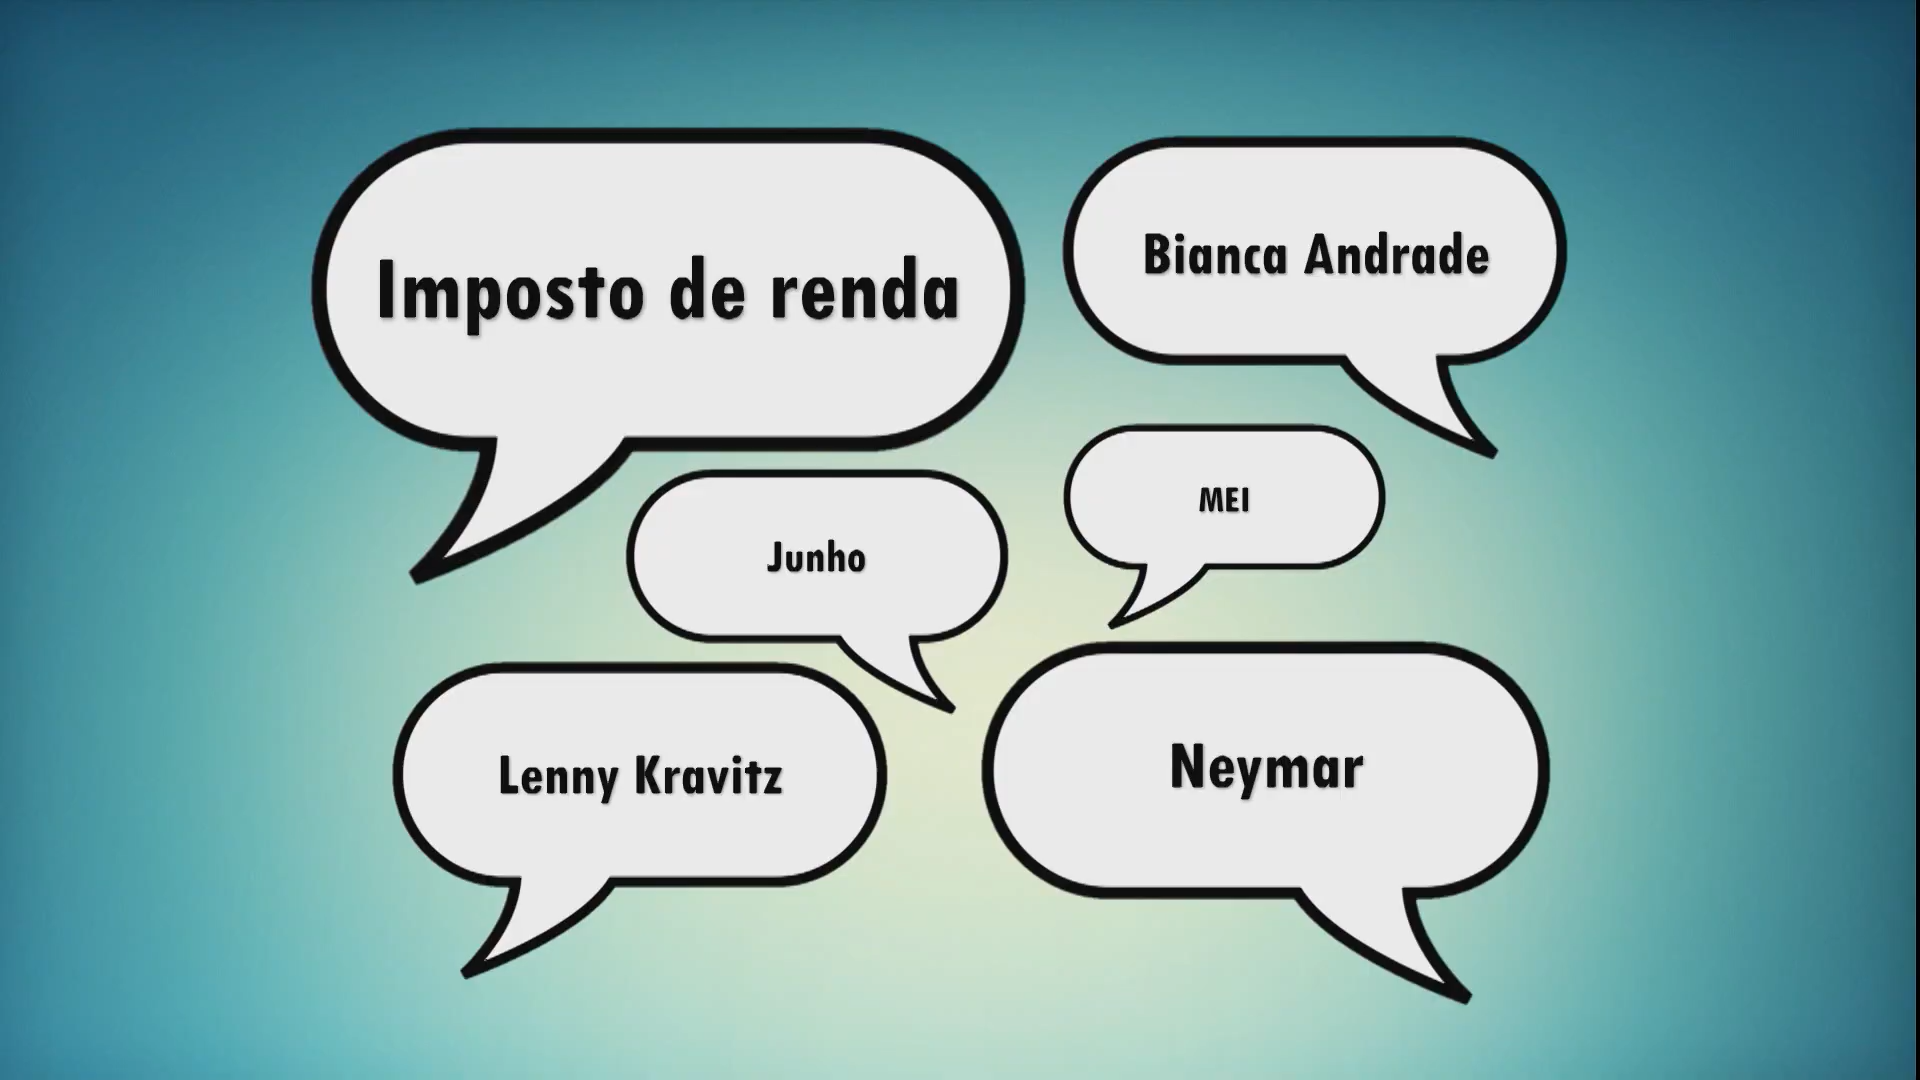 Imposto de renda
Bianca Andrade
Junho
MEI
Lenny Kravitz
Neymar